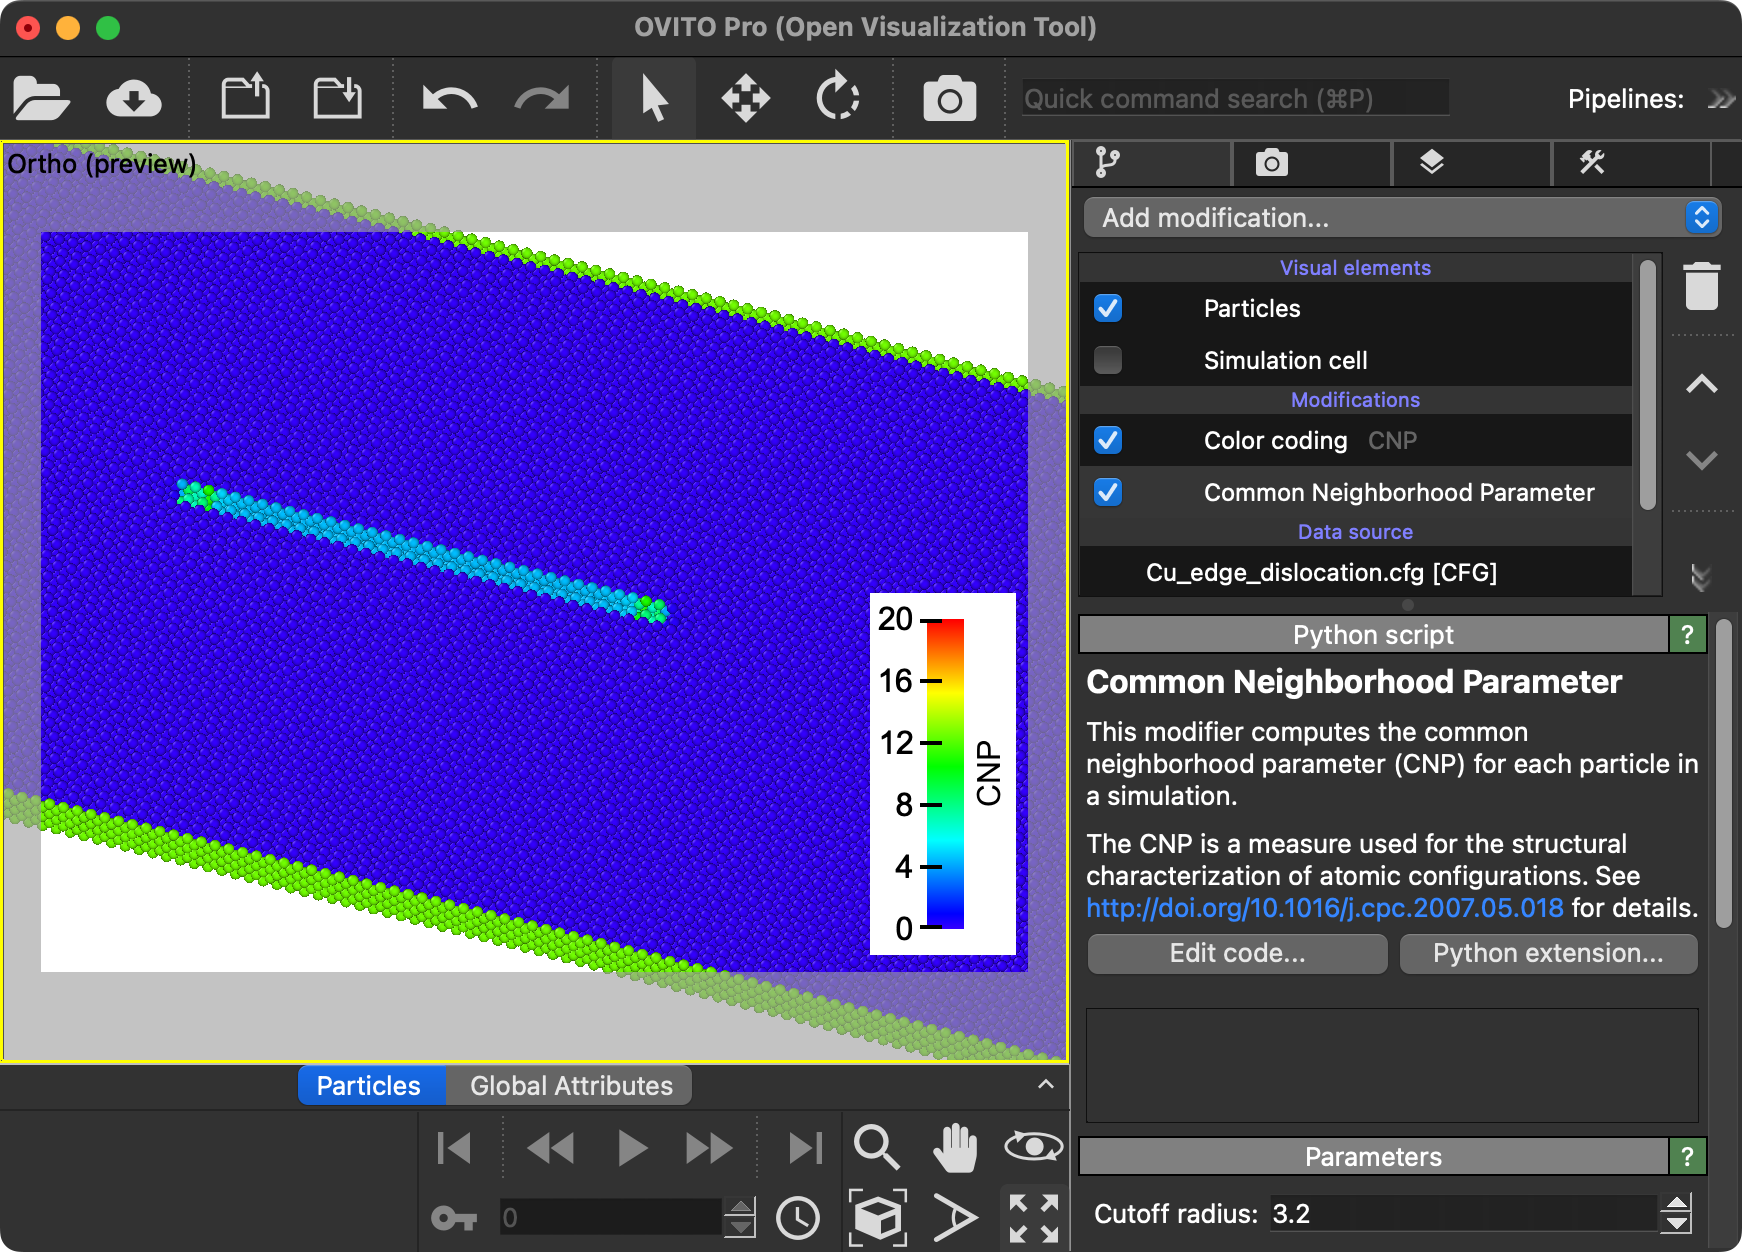 OVITO Pro (Open Visualization Tool)
Quick command search (⌘P)
Pipelines:
Ortho (preview)
20
16
12
8
4
0
CNP
Particles
Global Attributes
0
Add modification...
Visual elements
Particles
Simulation cell
Modifications
Color coding CNP
Common Neighborhood Parameter
Data source
Cu_edge_dislocation.cfg [CFG]
Python script ?
Common Neighborhood Parameter
This modifier computes the common
neighborhood parameter (CNP) for each particle in
a simulation.
The CNP is a measure used for the structural
characterization of atomic configurations. See
http://doi.org/10.1016/j.cpc.2007.05.018 for details.
Edit code...
Python extension...
Parameters ?
Cutoff radius: 3.2